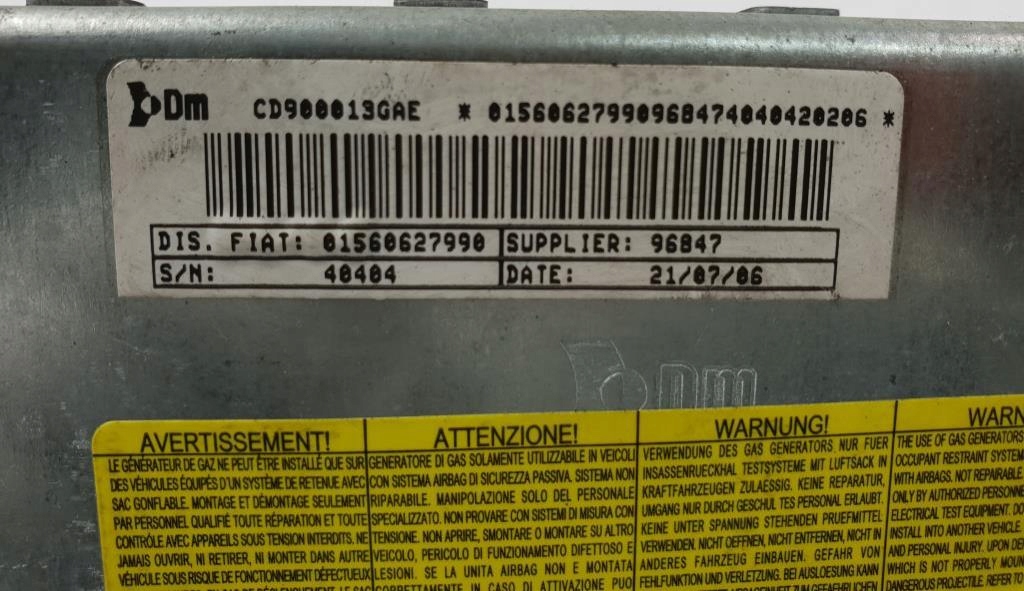 Dm CD900013GAE * 01560627990968474040420206 *
DIS. FIAT: 01560627990 SUPPLIER: 96847
S/N: 40404 DATE: 21/07/06
Dm
AVERTISSEMENT!
LE GÉNÉRATEUR DE GAZ NE PEUT ÊTRE INSTALLÉ QUE SUR
DES VÉHICULES ÉQUIPÉS D'UN SYSTÈME DE RETENUE AVEC
SAC GONFLABLE. MONTAGE ET DÉMONTAGE SEULEMENT
PAR PERSONNEL QUALIFIÉ TOUTE RÉPARATION ET TOUTE
CONTRÔLE AVEC APPAREILS SOUS TENSION INTERDITS. NE
JAMAIS OUVRIR, NI RETIRER, NI MONTER DANS AUTRE
VÉHICULE SOUS RISQUE DE FONCTIONNEMENT DÉFECTUEUX
ATTENZIONE!
GENERATORE DI GAS SOLAMENTE UTILIZZABILE IN VEICOLI
CON SISTEMA AIRBAG DI SICUREZZA PASSIVA. SISTEMA NON
RIPARABILE. MANIPOLAZIONE SOLO DEL PERSONALE
SPECIALIZZATO. NON PROVARE CON SISTEMI DI MISURA CON
TENSIONE. NON APRIRE, SMONTARE O MONTARE SU ALTRO
VEICOLO, PERICOLO DI FUNZIONAMENTO DIFETTOSO E
LESIONI. SE LA UNITA AIRBAG NON E MONTATA
CORRETTAMENTE IN CASO DI ATTIVAZIONE PUO
WARNUNG!
VERWENDUNG DES GAS GENERATORS NUR FUER
INSASSENRUECKHAL TESTSYSTEME MIT LUFTSACK IN
KRAFTFAHRZEUGEN ZULAESSIG. KEINE REPARATUR,
UMGANG NUR DURCH GESCHUL TES PERSONAL ERLAUBT.
KEINE UNTER SPANNUNG STEHENDEN PRUEFMITTEL
VERWENDEN. NICHT OEFFNEN, NICHT ENTFERNEN, NICHT IN
ANDERES FAHRZEUG EINBAUEN. GEFAHR VON
FEHLFUNKTION UND VERLETZUNG. BEI AUSLOESUNG KANN
THE USE OF GAS GENERATORS
OCCUPANT RESTRAINT
WITH AIRBAGS. NOT REPARABLE
ONLY BY AUTHORIZED
ELECTRICAL TEST EQUIPMENT.
INSTALL INTO ANOTHER VEHICLE.
AND PERSONAL INJURY. UPON
WHICH IS NOT PROPERLY
DANGEROUS PROJECTILE. REFER TO